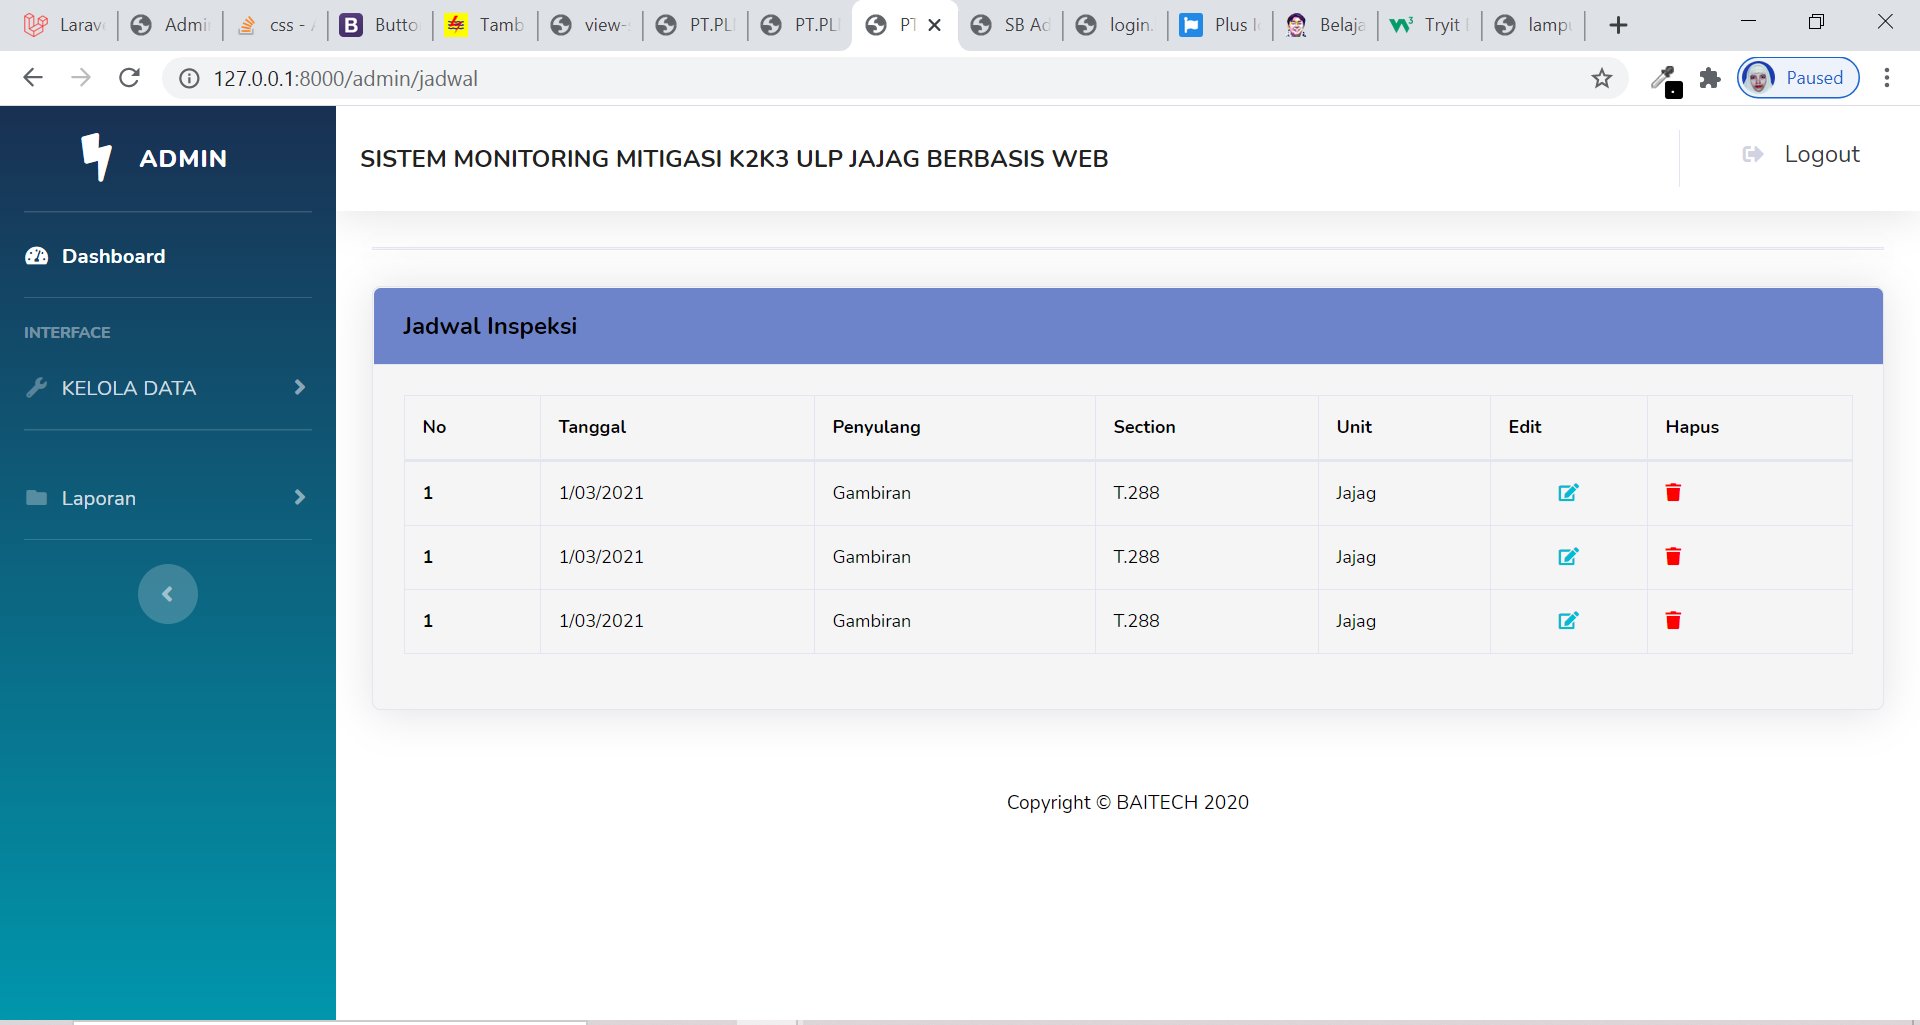 Larav
Admi
css - A
Butto
Tamb
view-
PT.PL
PT.PL
PT
SB Ad
login.
Plus I
Belaja
Tryit
lampu
127.0.0.1:8000/admin/jadwal
Paused
ADMIN
SISTEM MONITORING MITIGASI K2K3 ULP JAJAG BERBASIS WEB
Logout
Dashboard
INTERFACE
KELOLA DATA
Laporan
Jadwal Inspeksi
No Tanggal Penyulang Section Unit Edit Hapus
1 1/03/2021 Gambiran T.288 Jajag
1 1/03/2021 Gambiran T.288 Jajag
1 1/03/2021 Gambiran T.288 Jajag
Copyright © BAITECH 2020